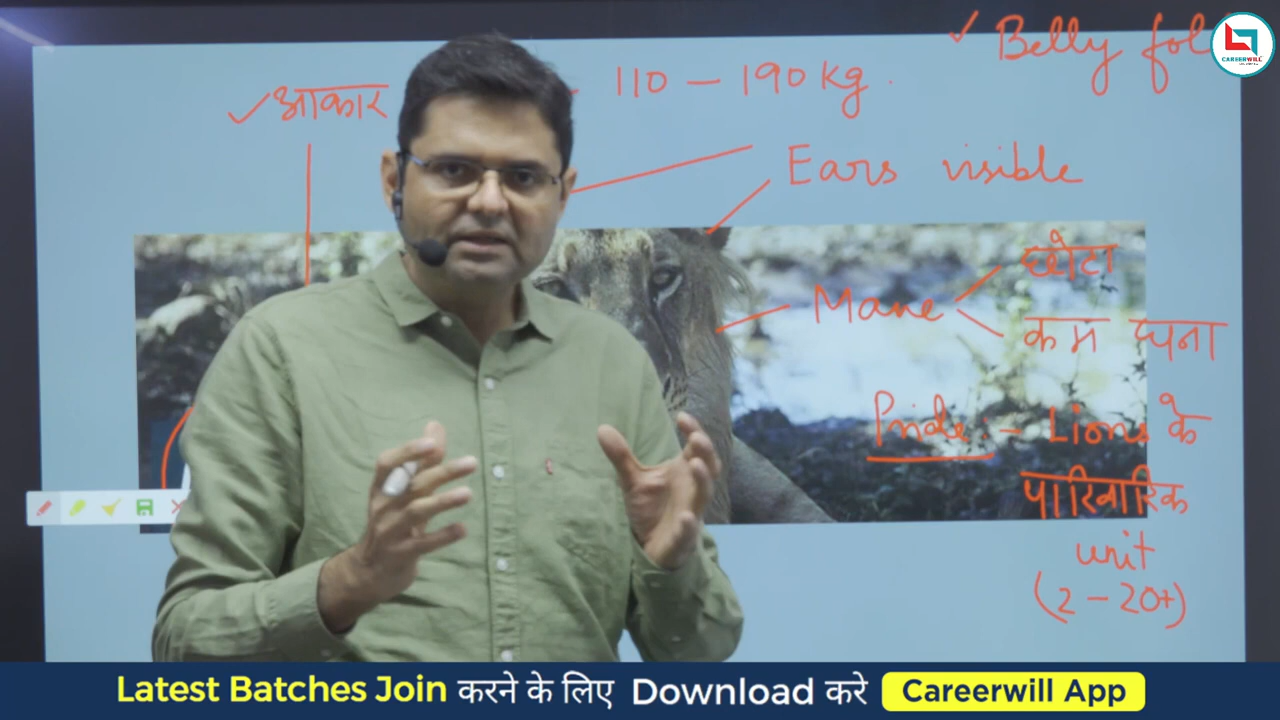 ✓ Belly fol
CAREERWILL
✓ आकार - 110 – 190 Kg.
Ears visible
Mane
छोटा
कम घना
Pride :- Lions के
पारिवारिक
unit
(2 – 20+)
Latest Batches Join करने के लिए Download करे Careerwill App